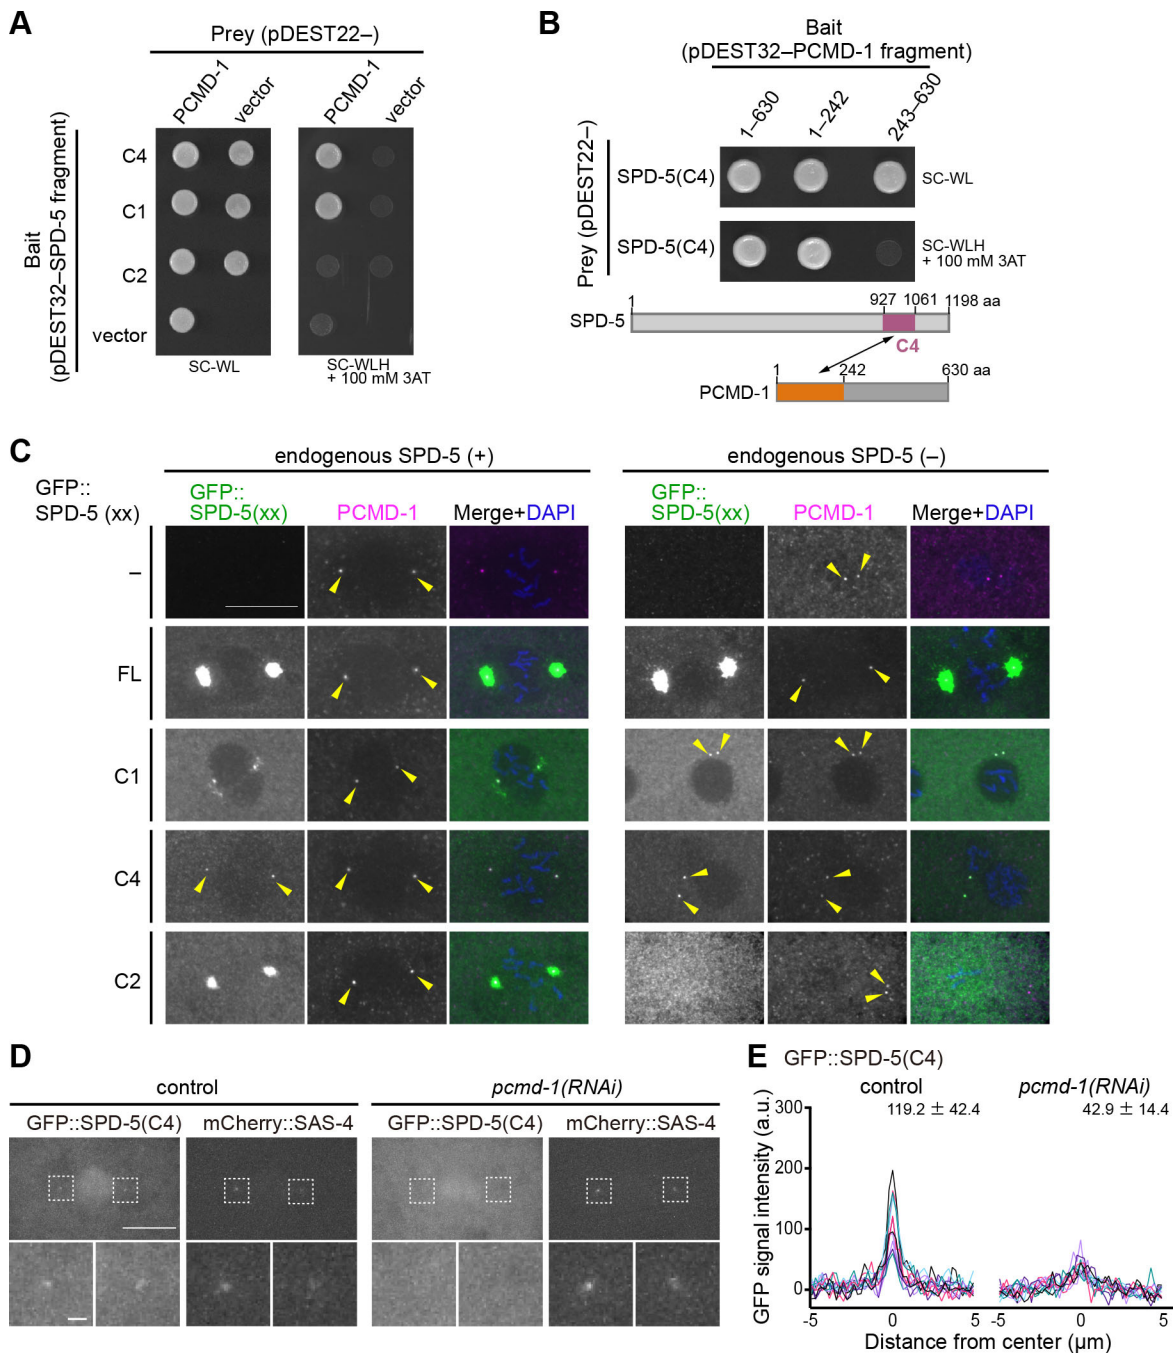 A
Prey (pDEST22–)
PCMD-1
vector
PCMD-1
vector
Bait
(pDEST32–SPD-5 fragment)
C4
C1
C2
vector
SC-WL
SC-WLH
+ 100 mM 3AT
B
Bait
(pDEST32–PCMD-1 fragment)
1–630
1–242
243–630
Prey (pDEST22–)
SPD-5(C4)
SC-WL
SPD-5(C4)
SC-WLH
+ 100 mM 3AT
1
927
1061
1198 aa
SPD-5
C4
1
242
630 aa
PCMD-1
C
endogenous SPD-5 (+)
endogenous SPD-5 (–)
GFP::
SPD-5 (xx)
GFP::
SPD-5(xx)
PCMD-1
Merge+DAPI
GFP::
SPD-5(xx)
PCMD-1
Merge+DAPI
–
FL
C1
C4
C2
D
control
pcmd-1(RNAi)
GFP::SPD-5(C4)
mCherry::SAS-4
GFP::SPD-5(C4)
mCherry::SAS-4
E
GFP::SPD-5(C4)
control
pcmd-1(RNAi)
119.2 ± 42.4
42.9 ± 14.4
GFP signal intensity (a.u.)
300
200
100
0
-5
0
5
-5
0
5
Distance from center (µm)